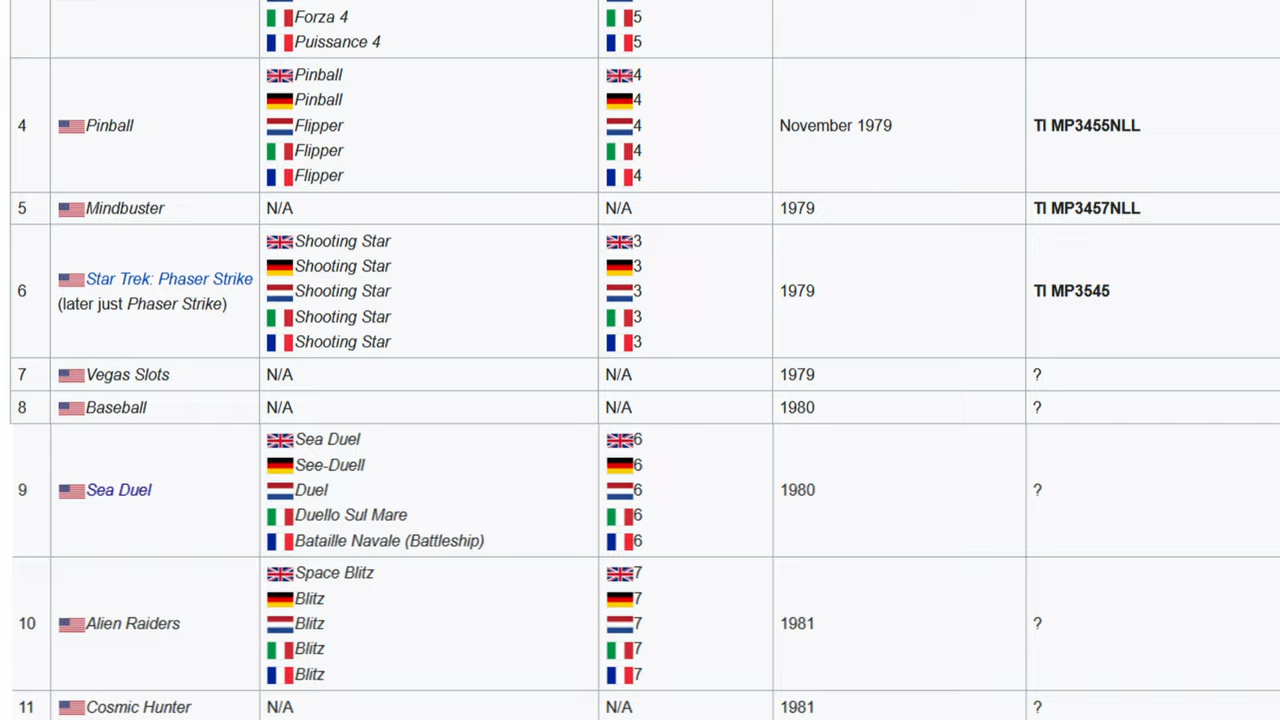 Forza 4 5
Puissance 4 5
4 Pinball Pinball 4 November 1979 TI MP3455NLL
Pinball 4
Flipper 4
Flipper 4
Flipper 4
5 Mindbuster N/A N/A 1979 TI MP3457NLL
6 Star Trek: Phaser Strike (later just Phaser Strike) Shooting Star 3 1979 TI MP3545
Shooting Star 3
Shooting Star 3
Shooting Star 3
Shooting Star 3
7 Vegas Slots N/A N/A 1979 ?
8 Baseball N/A N/A 1980 ?
9 Sea Duel Sea Duel 6 1980 ?
See-Duell 6
Duel 6
Duello Sul Mare 6
Bataille Navale (Battleship) 6
10 Alien Raiders Space Blitz 7 1981 ?
Blitz 7
Blitz 7
Blitz 7
Blitz 7
11 Cosmic Hunter N/A N/A 1981 ?